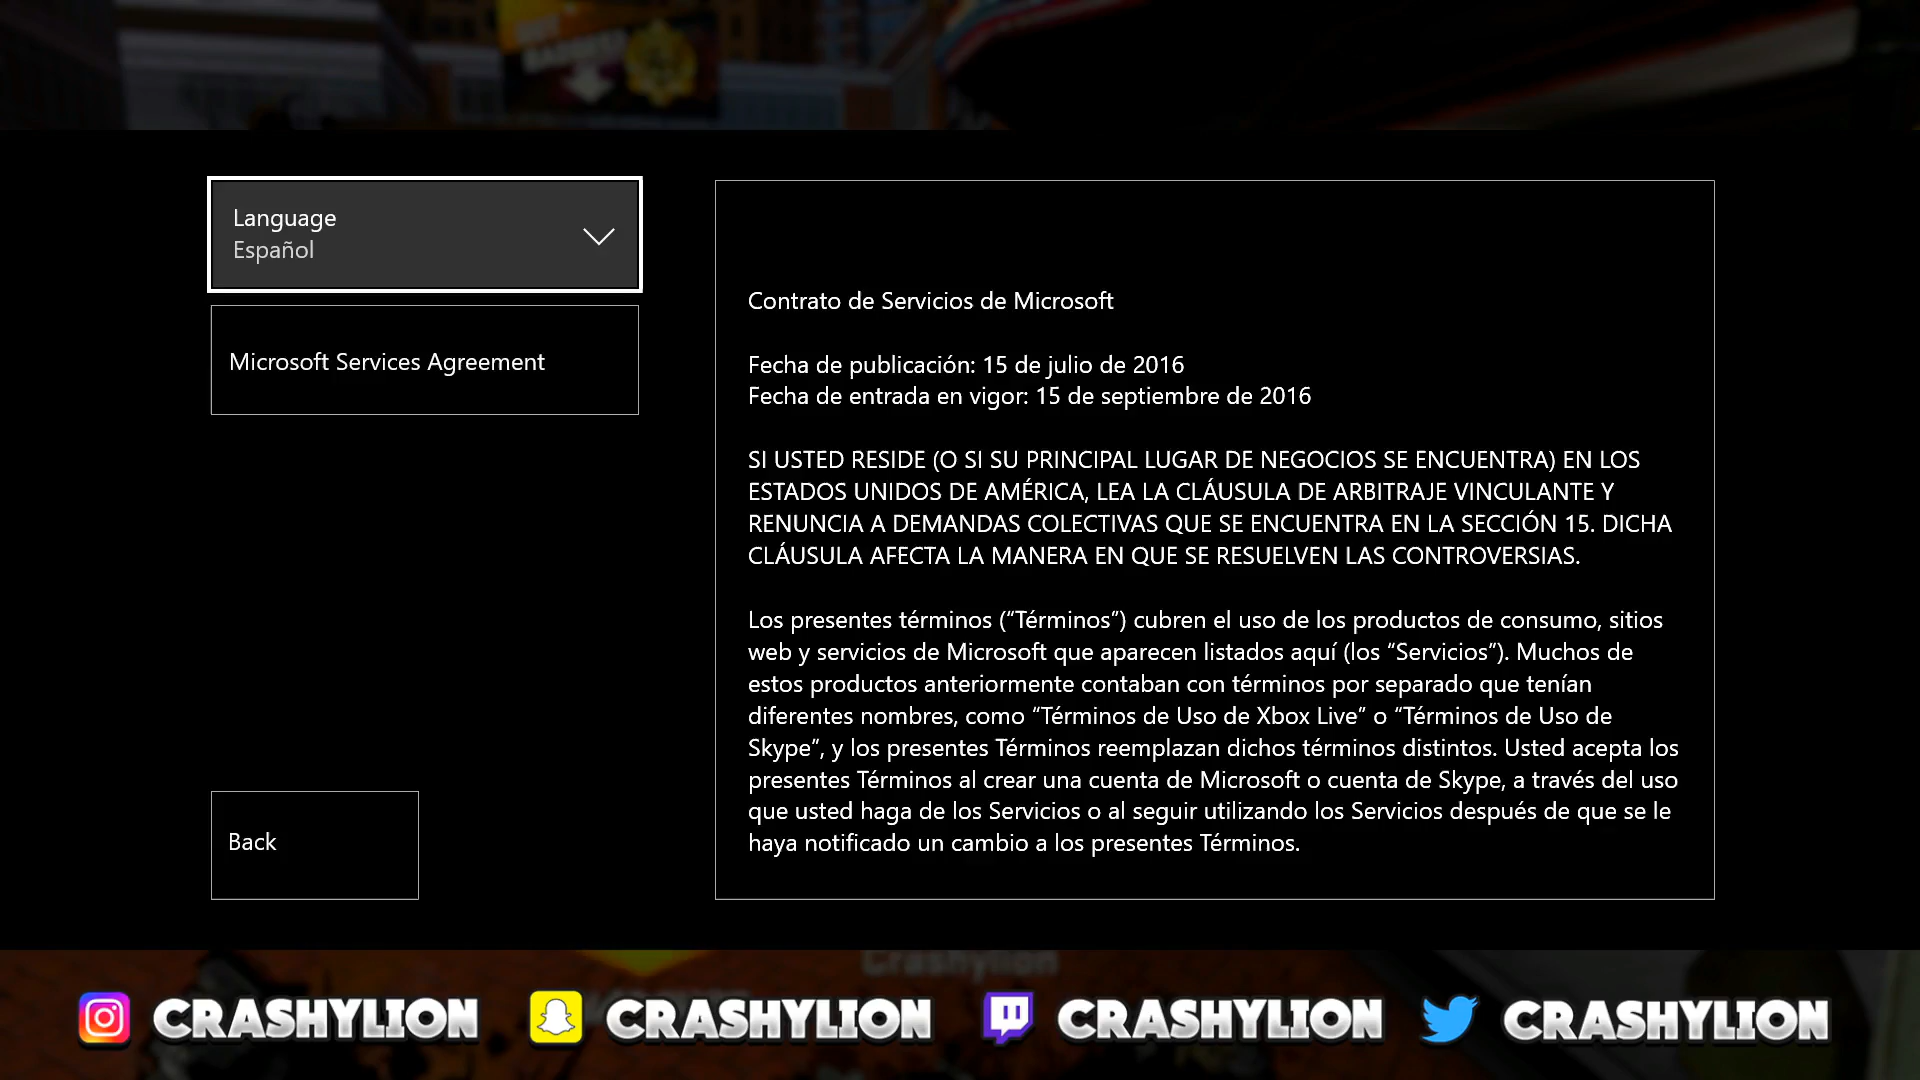 Language
Español
Microsoft Services Agreement
Back
Contrato de Servicios de Microsoft
Fecha de publicación: 15 de julio de 2016
Fecha de entrada en vigor: 15 de septiembre de 2016
SI USTED RESIDE (O SI SU PRINCIPAL LUGAR DE NEGOCIOS SE ENCUENTRA) EN LOS
ESTADOS UNIDOS DE AMÉRICA, LEA LA CLÁUSULA DE ARBITRAJE VINCULANTE Y
RENUNCIA A DEMANDAS COLECTIVAS QUE SE ENCUENTRA EN LA SECCIÓN 15. DICHA
CLÁUSULA AFECTA LA MANERA EN QUE SE RESUELVEN LAS CONTROVERSIAS.
Los presentes términos (“Términos”) cubren el uso de los productos de consumo, sitios
web y servicios de Microsoft que aparecen listados aquí (los “Servicios”). Muchos de
estos productos anteriormente contaban con términos por separado que tenían
diferentes nombres, como “Términos de Uso de Xbox Live” o “Términos de Uso de
Skype”, y los presentes Términos reemplazan dichos términos distintos. Usted acepta los
presentes Términos al crear una cuenta de Microsoft o cuenta de Skype, a través del uso
que usted haga de los Servicios o al seguir utilizando los Servicios después de que se le
haya notificado un cambio a los presentes Términos.
Crashylion
CRASHYLION
CRASHYLION
CRASHYLION
CRASHYLION